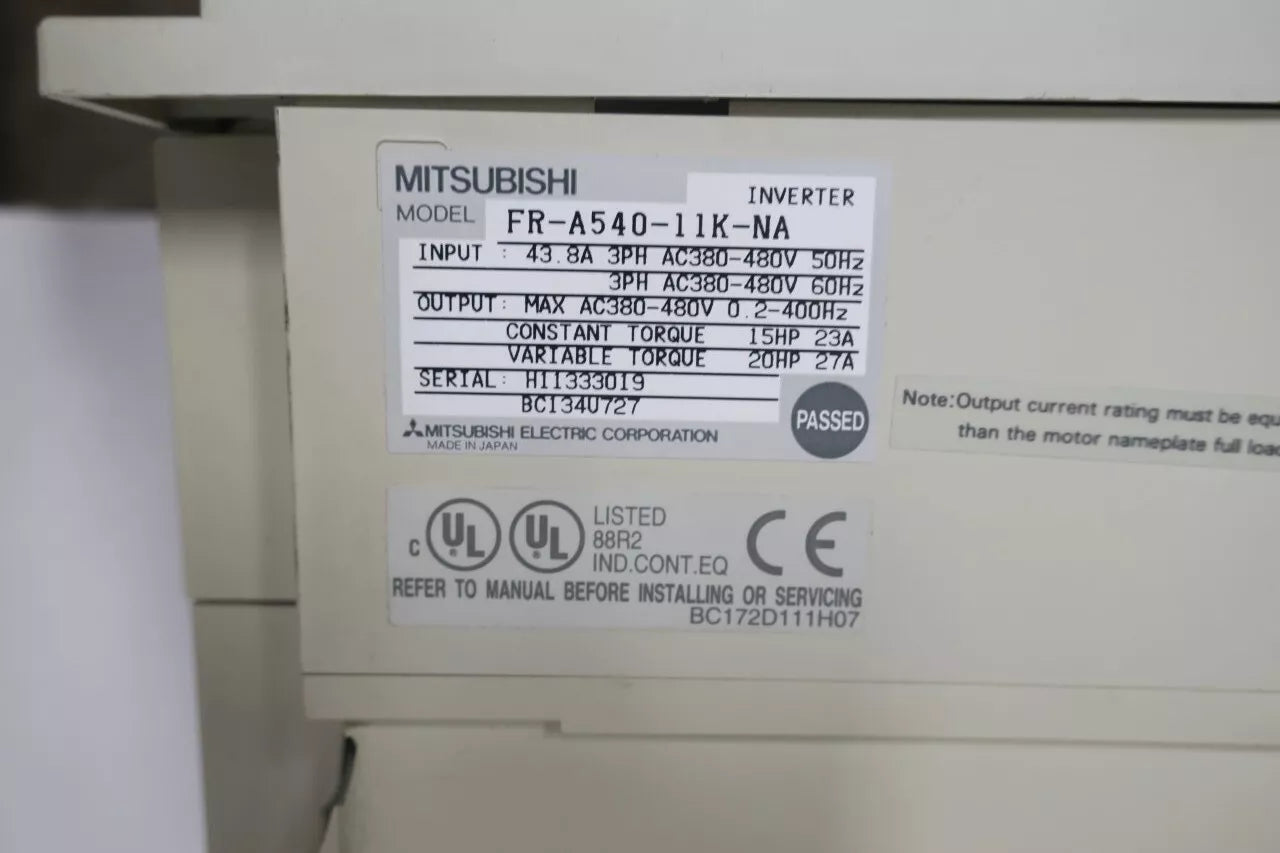 MITSUBISHI
INVERTER
MODEL FR-A540-11K-NA
INPUT : 43.8A 3PH AC380-480V 50Hz
3PH AC380-480V 60Hz
OUTPUT: MAX AC380-480V 0.2-400Hz
CONSTANT TORQUE 15HP 23A
VARIABLE TORQUE 20HP 27A
SERIAL: H11333019
BC134U727
PASSED
MITSUBISHI ELECTRIC CORPORATION
MADE IN JAPAN
Note:Output current rating must be equ
than the motor nameplate full loa
C UL ® UL ® LISTED
88R2
IND.CONT.EQ
CE
REFER TO MANUAL BEFORE INSTALLING OR SERVICING
BC172D111H07